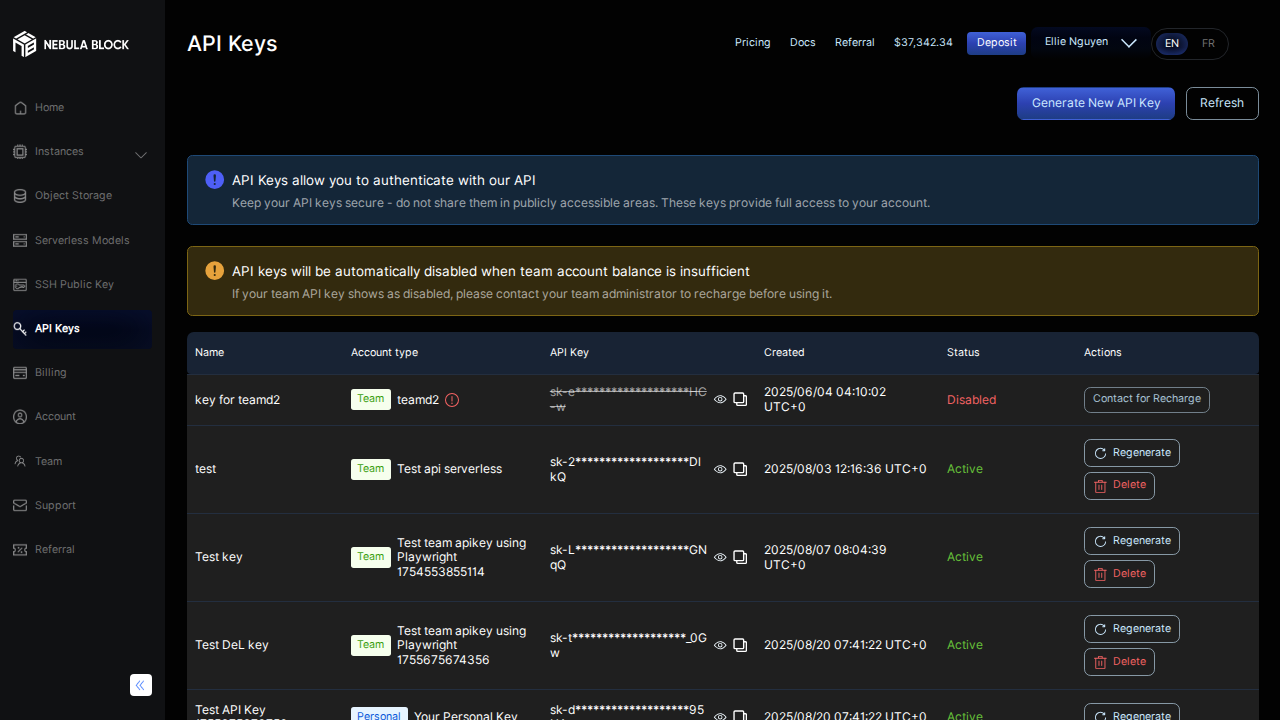 NEBULA BLOCK
API Keys
Pricing
Docs
Referral
$37,342.34
Deposit
Ellie Nguyen
EN
FR
Home
Instances
Object Storage
Serverless Models
SSH Public Key
API Keys
Billing
Account
Team
Support
Referral
Generate New API Key
Refresh
API Keys allow you to authenticate with our API
Keep your API keys secure - do not share them in publicly accessible areas. These keys provide full access to your account.
API keys will be automatically disabled when team account balance is insufficient
If your team API key shows as disabled, please contact your team administrator to recharge before using it.
Name
Account type
API Key
Created
Status
Actions
key for teamd2
Team
teamd2
sk-e*******************HC
-w
2025/06/04 04:10:02
UTC+0
Disabled
Contact for Recharge
test
Team
Test api serverless
sk-2*******************DI
kQ
2025/08/03 12:16:36 UTC+0
Active
Regenerate
Delete
Test key
Team
Test team apikey using
Playwright
1754553855114
sk-L*******************GN
qQ
2025/08/07 08:04:39
UTC+0
Active
Regenerate
Delete
Test DeL key
Team
Test team apikey using
Playwright
1755675674356
sk-t*******************_0G
w
2025/08/20 07:41:22 UTC+0
Active
Regenerate
Delete
Test API Key
Personal
Your Personal Key
sk-d*******************95
2025/08/20 07:41:22 UTC+0
Active
Regenerate